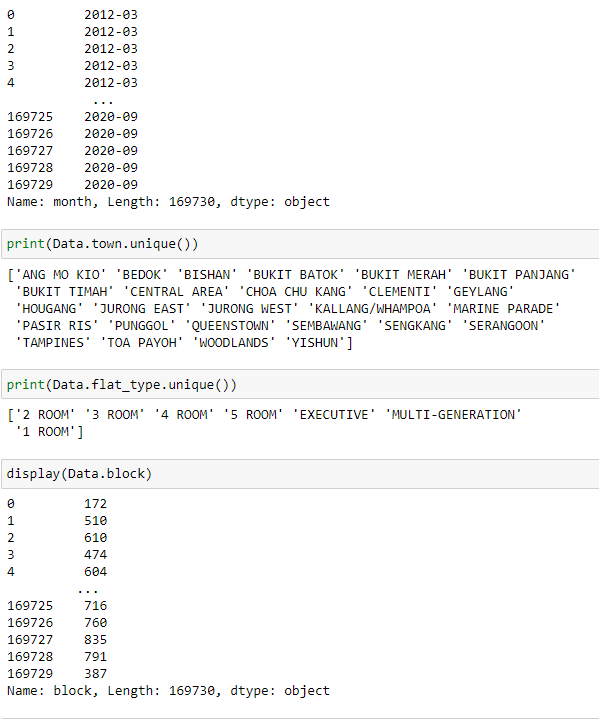 0         2012-03
1         2012-03
2         2012-03
3         2012-03
4         2012-03
           ...
169725    2020-09
169726    2020-09
169727    2020-09
169728    2020-09
169729    2020-09
Name: month, Length: 169730, dtype: object
print(Data.town.unique())
['ANG MO KIO' 'BEDOK' 'BISHAN' 'BUKIT BATOK' 'BUKIT MERAH' 'BUKIT PANJANG'
 'BUKIT TIMAH' 'CENTRAL AREA' 'CHOA CHU KANG' 'CLEMENTI' 'GEYLANG'
 'HOUGANG' 'JURONG EAST' 'JURONG WEST' 'KALLANG/WHAMPOA' 'MARINE PARADE'
 'PASIR RIS' 'PUNGGOL' 'QUEENSTOWN' 'SEMBAWANG' 'SENGKANG' 'SERANGOON'
 'TAMPINES' 'TOA PAYOH' 'WOODLANDS' 'YISHUN']
print(Data.flat_type.unique())
['2 ROOM' '3 ROOM' '4 ROOM' '5 ROOM' 'EXECUTIVE' 'MULTI-GENERATION'
 '1 ROOM']
display(Data.block)
0         172
1         510
2         610
3         474
4         604
         ...
169725    716
169726    760
169727    835
169728    791
169729    387
Name: block, Length: 169730, dtype: object